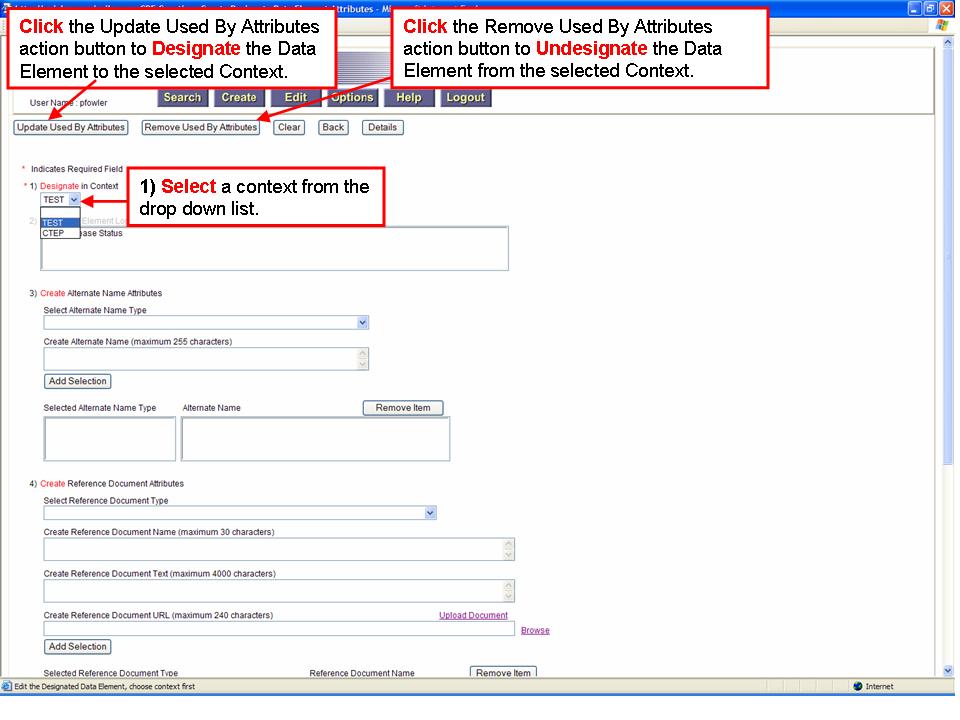 Attributes - Mi
Click the Update Used By Attributes
action button to Designate the Data
Element to the selected Context.
Click the Remove Used By Attributes
action button to Undesignate the Data
Element from the selected Context.
User Name : pfowler
Search Create Edit Options Help Logout
Update Used By Attributes Remove Used By Attributes Clear Back Details
* Indicates Required Field
* 1) Designate in Context
TEST
1) Select a context from the
drop down list.
TEST
CTEP
2) Element Lo
ase Status
3) Create Alternate Name Attributes
Select Alternate Name Type
Create Alternate Name (maximum 255 characters)
Add Selection
Selected Alternate Name Type Alternate Name Remove Item
4) Create Reference Document Attributes
Select Reference Document Type
Create Reference Document Name (maximum 30 characters)
Create Reference Document Text (maximum 4000 characters)
Create Reference Document URL (maximum 240 characters) Upload Document
Browse
Add Selection
Selected Reference Document Type Reference Document Name Remove Item
Edit the Designated Data Element, choose context first Internet